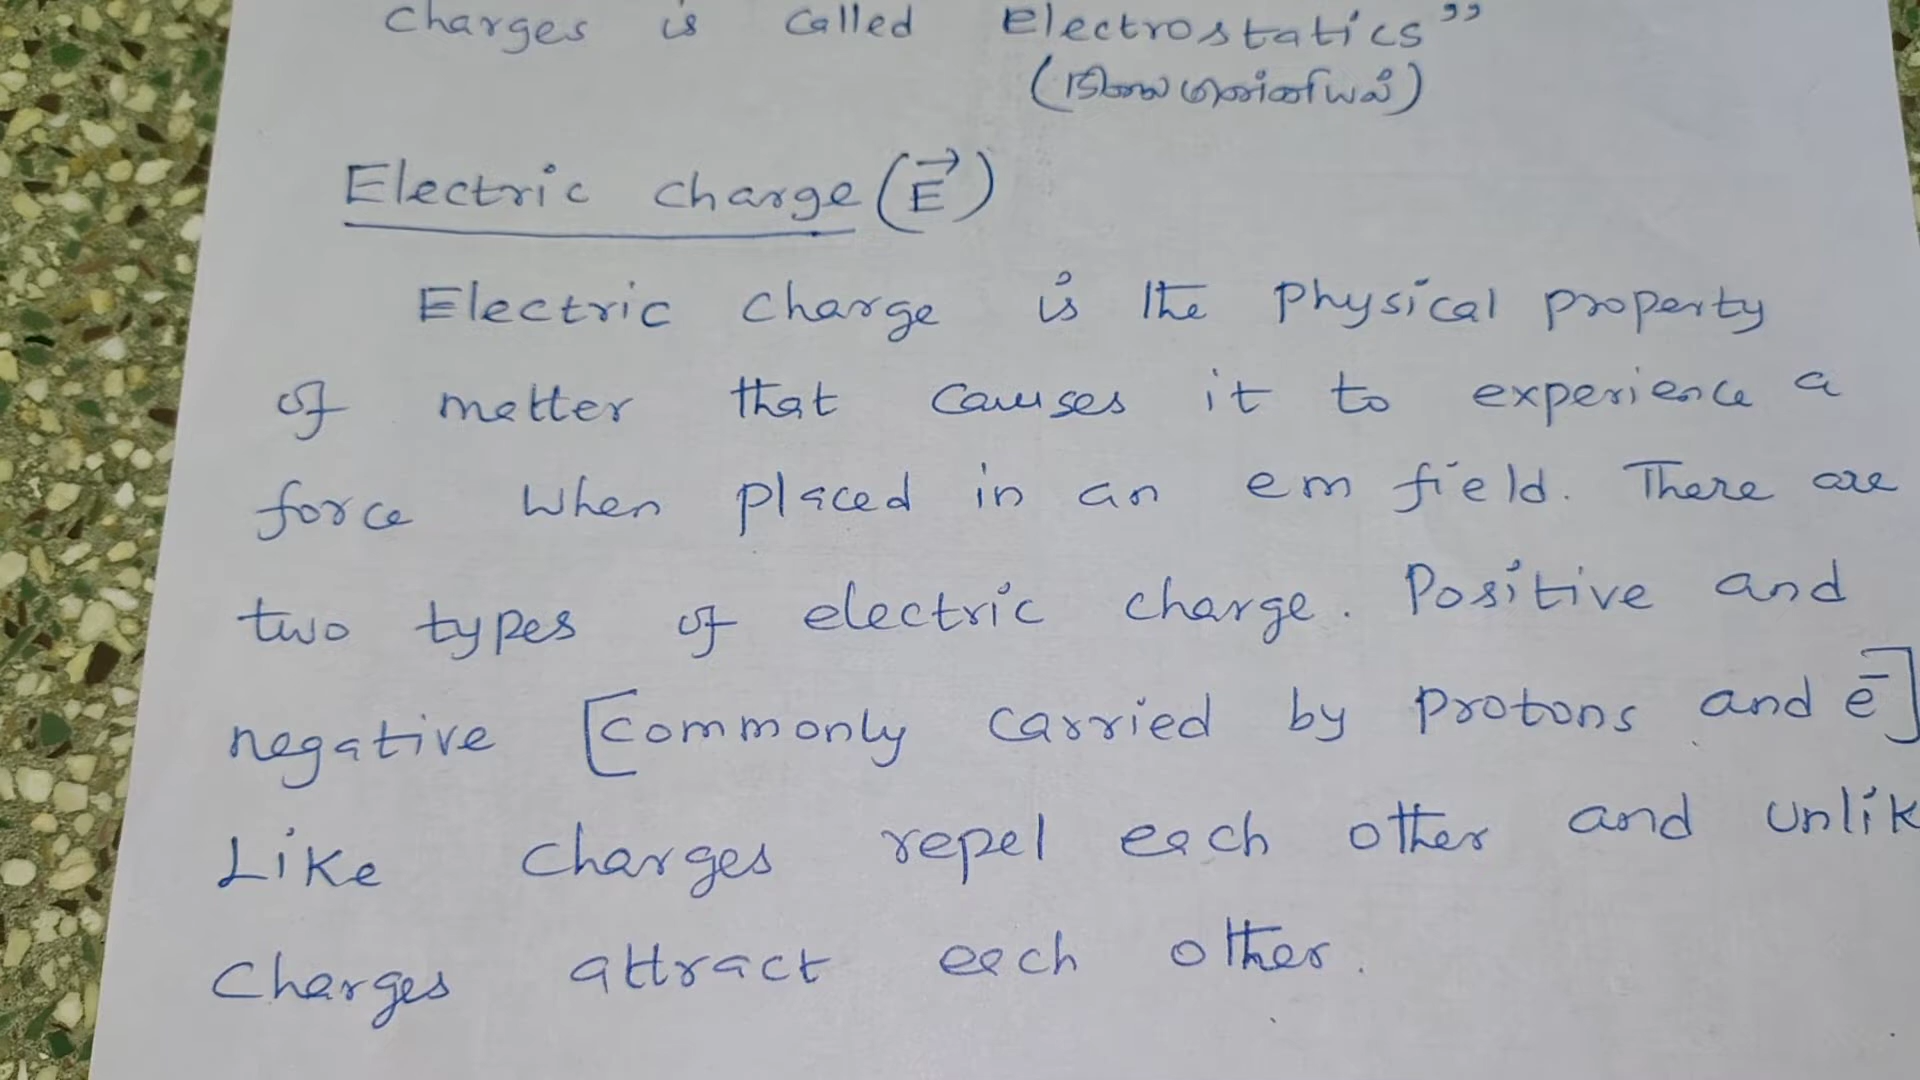 Charges is called Electrostatics”
(நிலைமின்னியல்)
Electric charge (E⃗)
Electric charge is the physical property
of matter that causes it to experience a
force when placed in an em field. There are
two types of electric charge. Positive and
negative [commonly carried by protons and e⁻]
Like charges repel each other and unlik
charges attract each other.